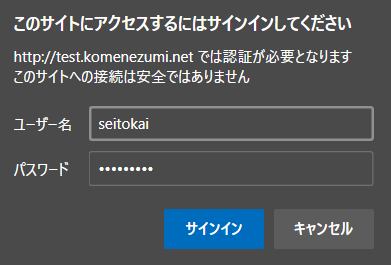 このサイトにアクセスするにはサインインしてください
http://test.komenezumi.net では認証が必要となります
このサイトへの接続は安全ではありません
ユーザー名 seitokai
パスワード •••••••••
サインイン キャンセル